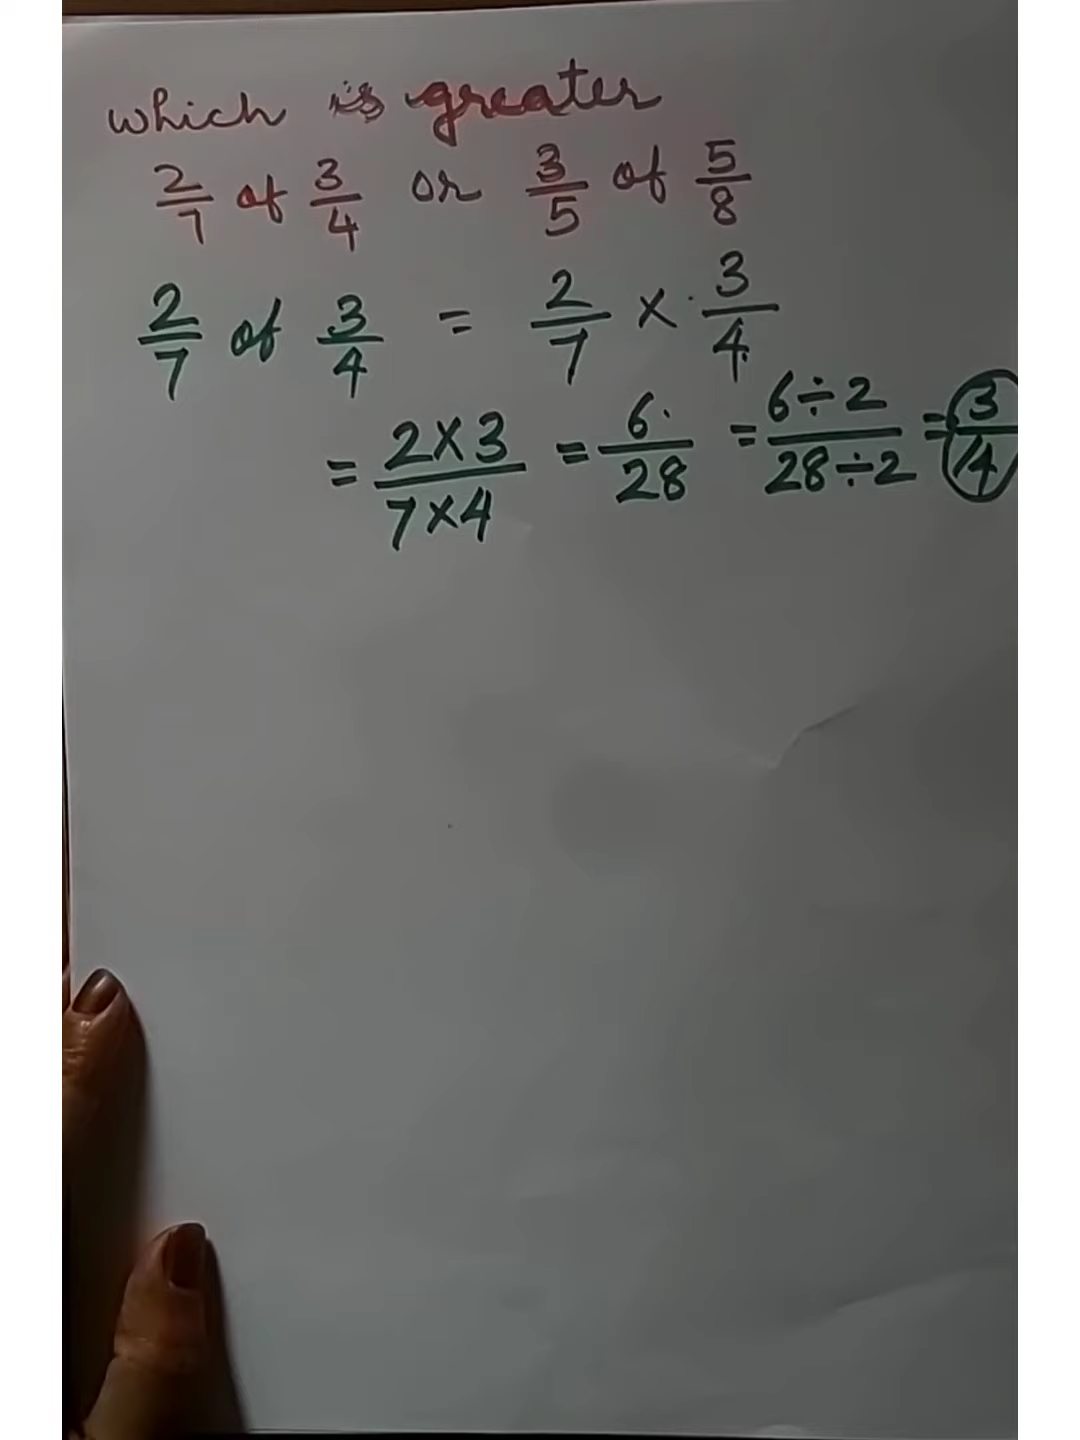 which is greater
2/7 of 3/4 or 3/5 of 5/8
2/7 of 3/4 = 2/7 × 3/4
= 2×3/7×4 = 6/28 = 6÷2/28÷2 = 3/14